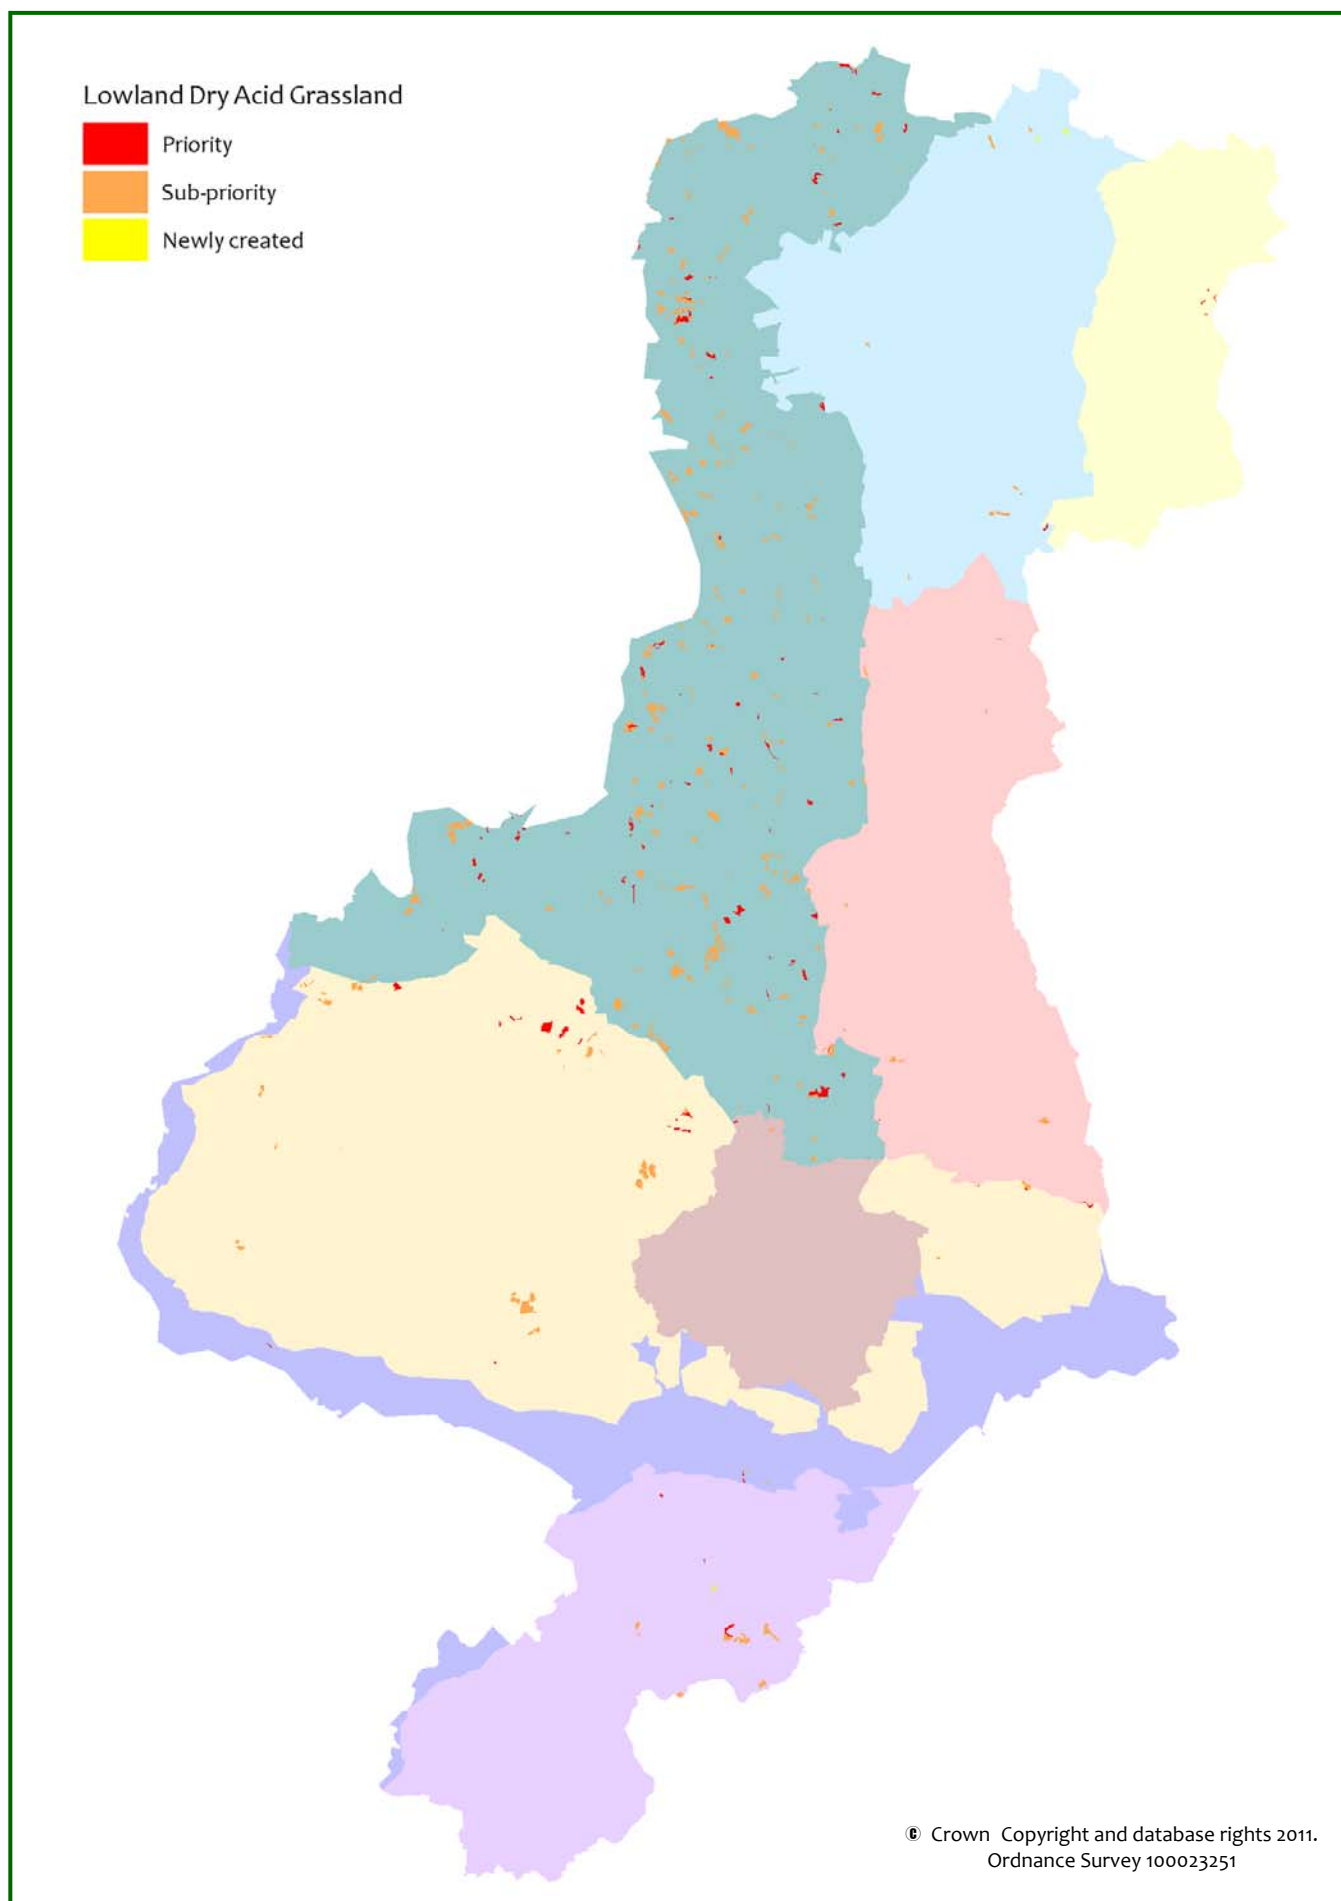 Lowland Dry Acid Grassland
Priority
Sub-priority
Newly created
© Crown Copyright and database rights 2011.
Ordnance Survey 100023251